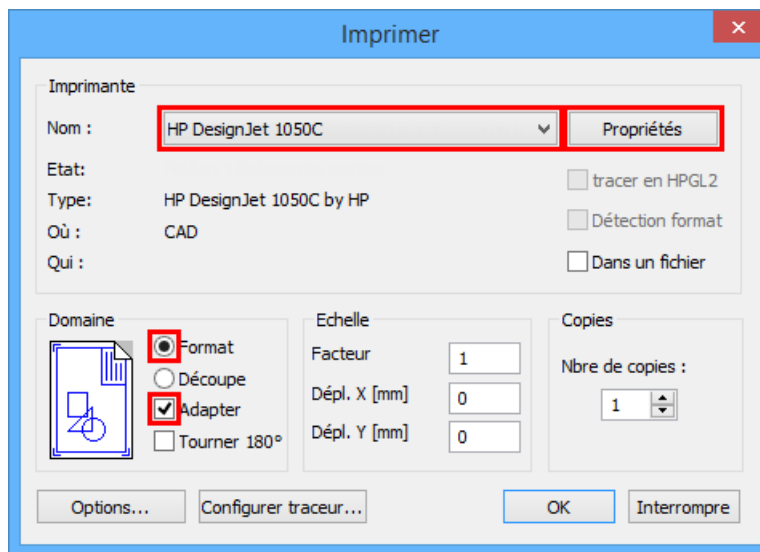 Imprimer
Imprimante
Nom : HP DesignJet 1050C Propriétés
Etat:
tracer en HPGL2
Type: HP DesignJet 1050C by HP
Détection format
Où : CAD
Qui : Dans un fichier
Domaine
Format
Découpe
Adapter
Tourner 180°
Echelle
Facteur 1
Dépl. X [mm] 0
Dépl. Y [mm] 0
Copies
Nbre de copies :
1
Options... Configurer traceur... OK Interrompre